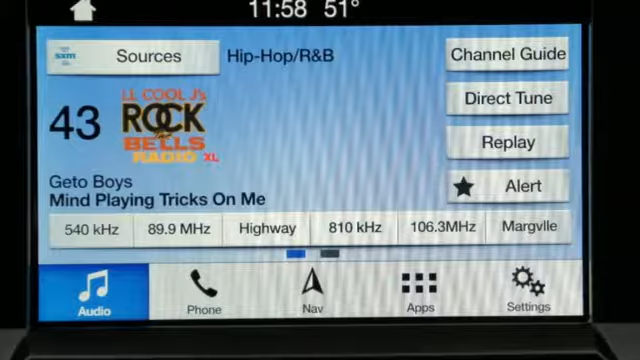 11:58 51°
sxm
Sources
Hip-Hop/R&B
Channel Guide
43
LL COOL J's
ROCK
THE
BELLS
RADIO XL
Direct Tune
Replay
Alert
Geto Boys
Mind Playing Tricks On Me
540 kHz 89.9 MHz Highway 810 kHz 106.3MHz Margvlle
Audio Phone Nav Apps Settings